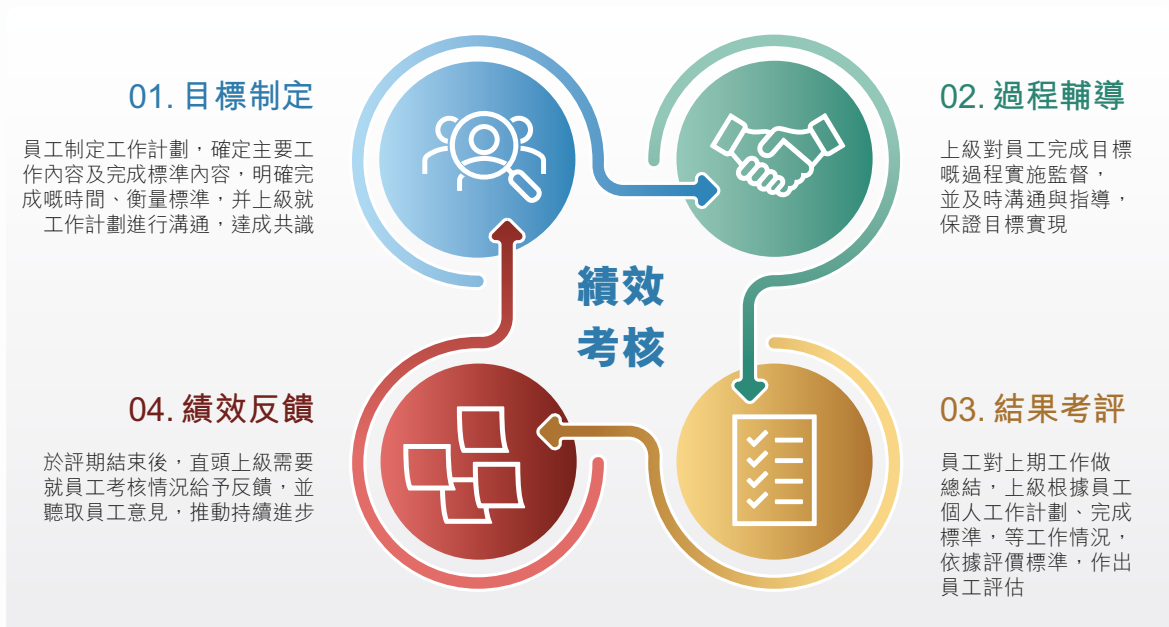 01. 目標制定
員工制定工作計劃，確定主要工
作內容及完成標準內容，明確完
成嘅時間、衡量標準，并上級就
工作計劃進行溝通，達成共識
02. 過程輔導
上級對員工完成目標
嘅過程實施監督，
並及時溝通與指導，
保證目標實現
績效
考核
04. 績效反饋
於評期結束後，直頭上級需要
就員工考核情況給予反饋，並
聽取員工意見，推動持續進步
03. 結果考評
員工對上期工作做
總結，上級根據員工
個人工作計劃、完成
標準，等工作情況，
依據評價標準，作出
員工評估